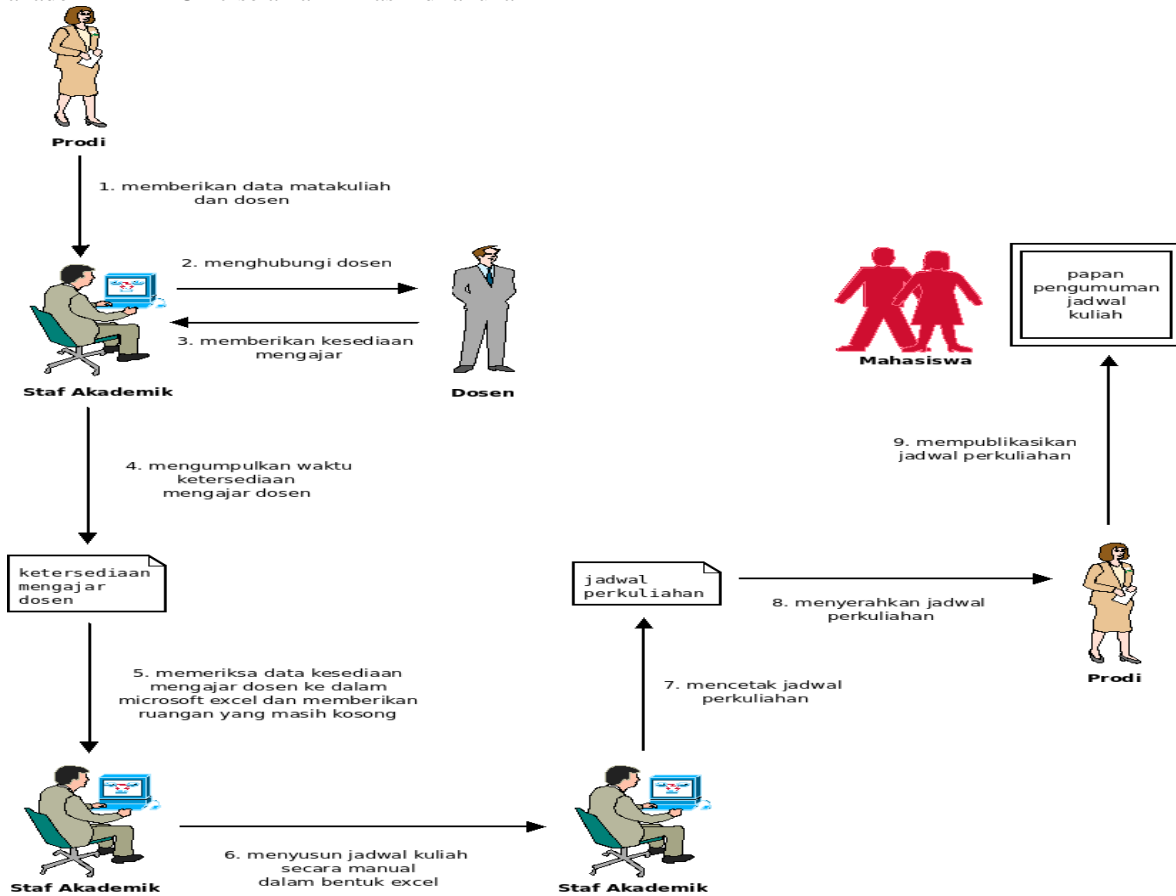 Prodi
1. memberikan data matakuliah
dan dosen
2. menghubungi dosen
3. memberikan kesediaan
mengajar
Staf Akademik
Dosen
4. mengumpulkan waktu
ketersediaan
mengajar dosen
ketersediaan
mengajar
dosen
5. memeriksa data kesediaan
mengajar dosen ke dalam
microsoft excel dan memberikan
ruangan yang masih kosong
Staf Akademik
6. menyusun jadwal kuliah
secara manual
dalam bentuk excel
Staf Akademik
7. mencetak jadwal
perkuliahan
jadwal
perkuliahan
8. menyerahkan jadwal
perkuliahan
Prodi
9. mempublikasikan
jadwal perkuliahan
Mahasiswa
papan
pengumuman
jadwal
kuliah